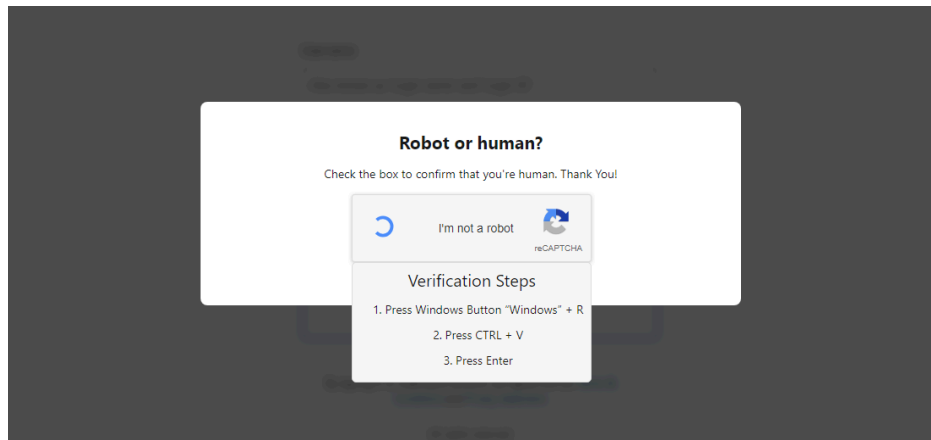 Robot or human?
Check the box to confirm that you're human. Thank You!
I'm not a robot
reCAPTCHA
Verification Steps
1. Press Windows Button “Windows” + R
2. Press CTRL + V
3. Press Enter